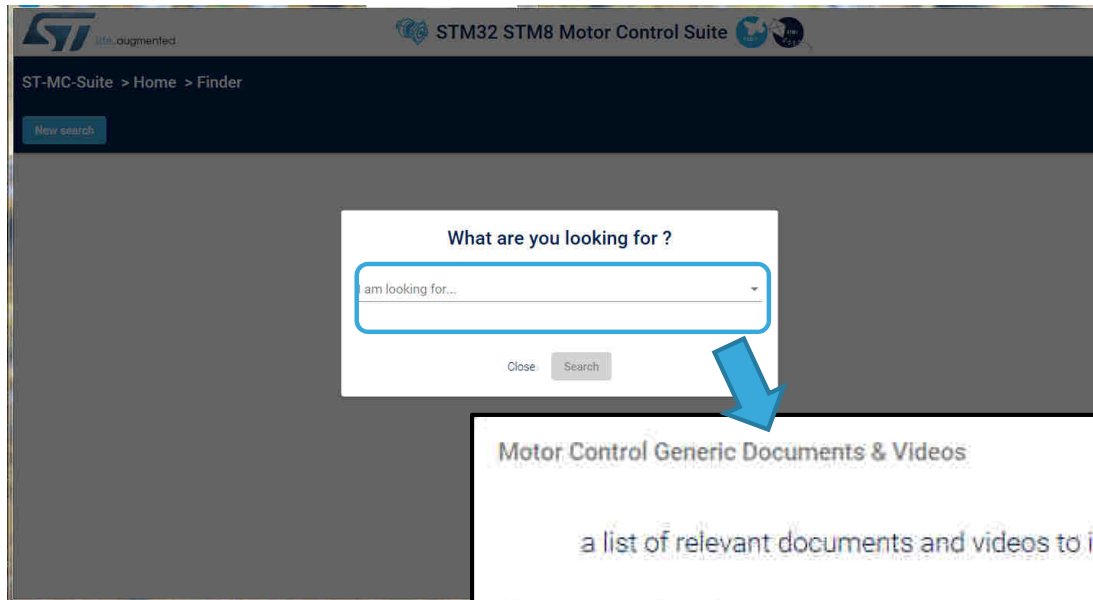 ST life.augmented
STM32 STM8 Motor Control Suite
ST-MC-Suite > Home > Finder
New search
What are you looking for ?
I am looking for...
Close Search
Motor Control Generic Documents & Videos
a list of relevant documents and videos to i